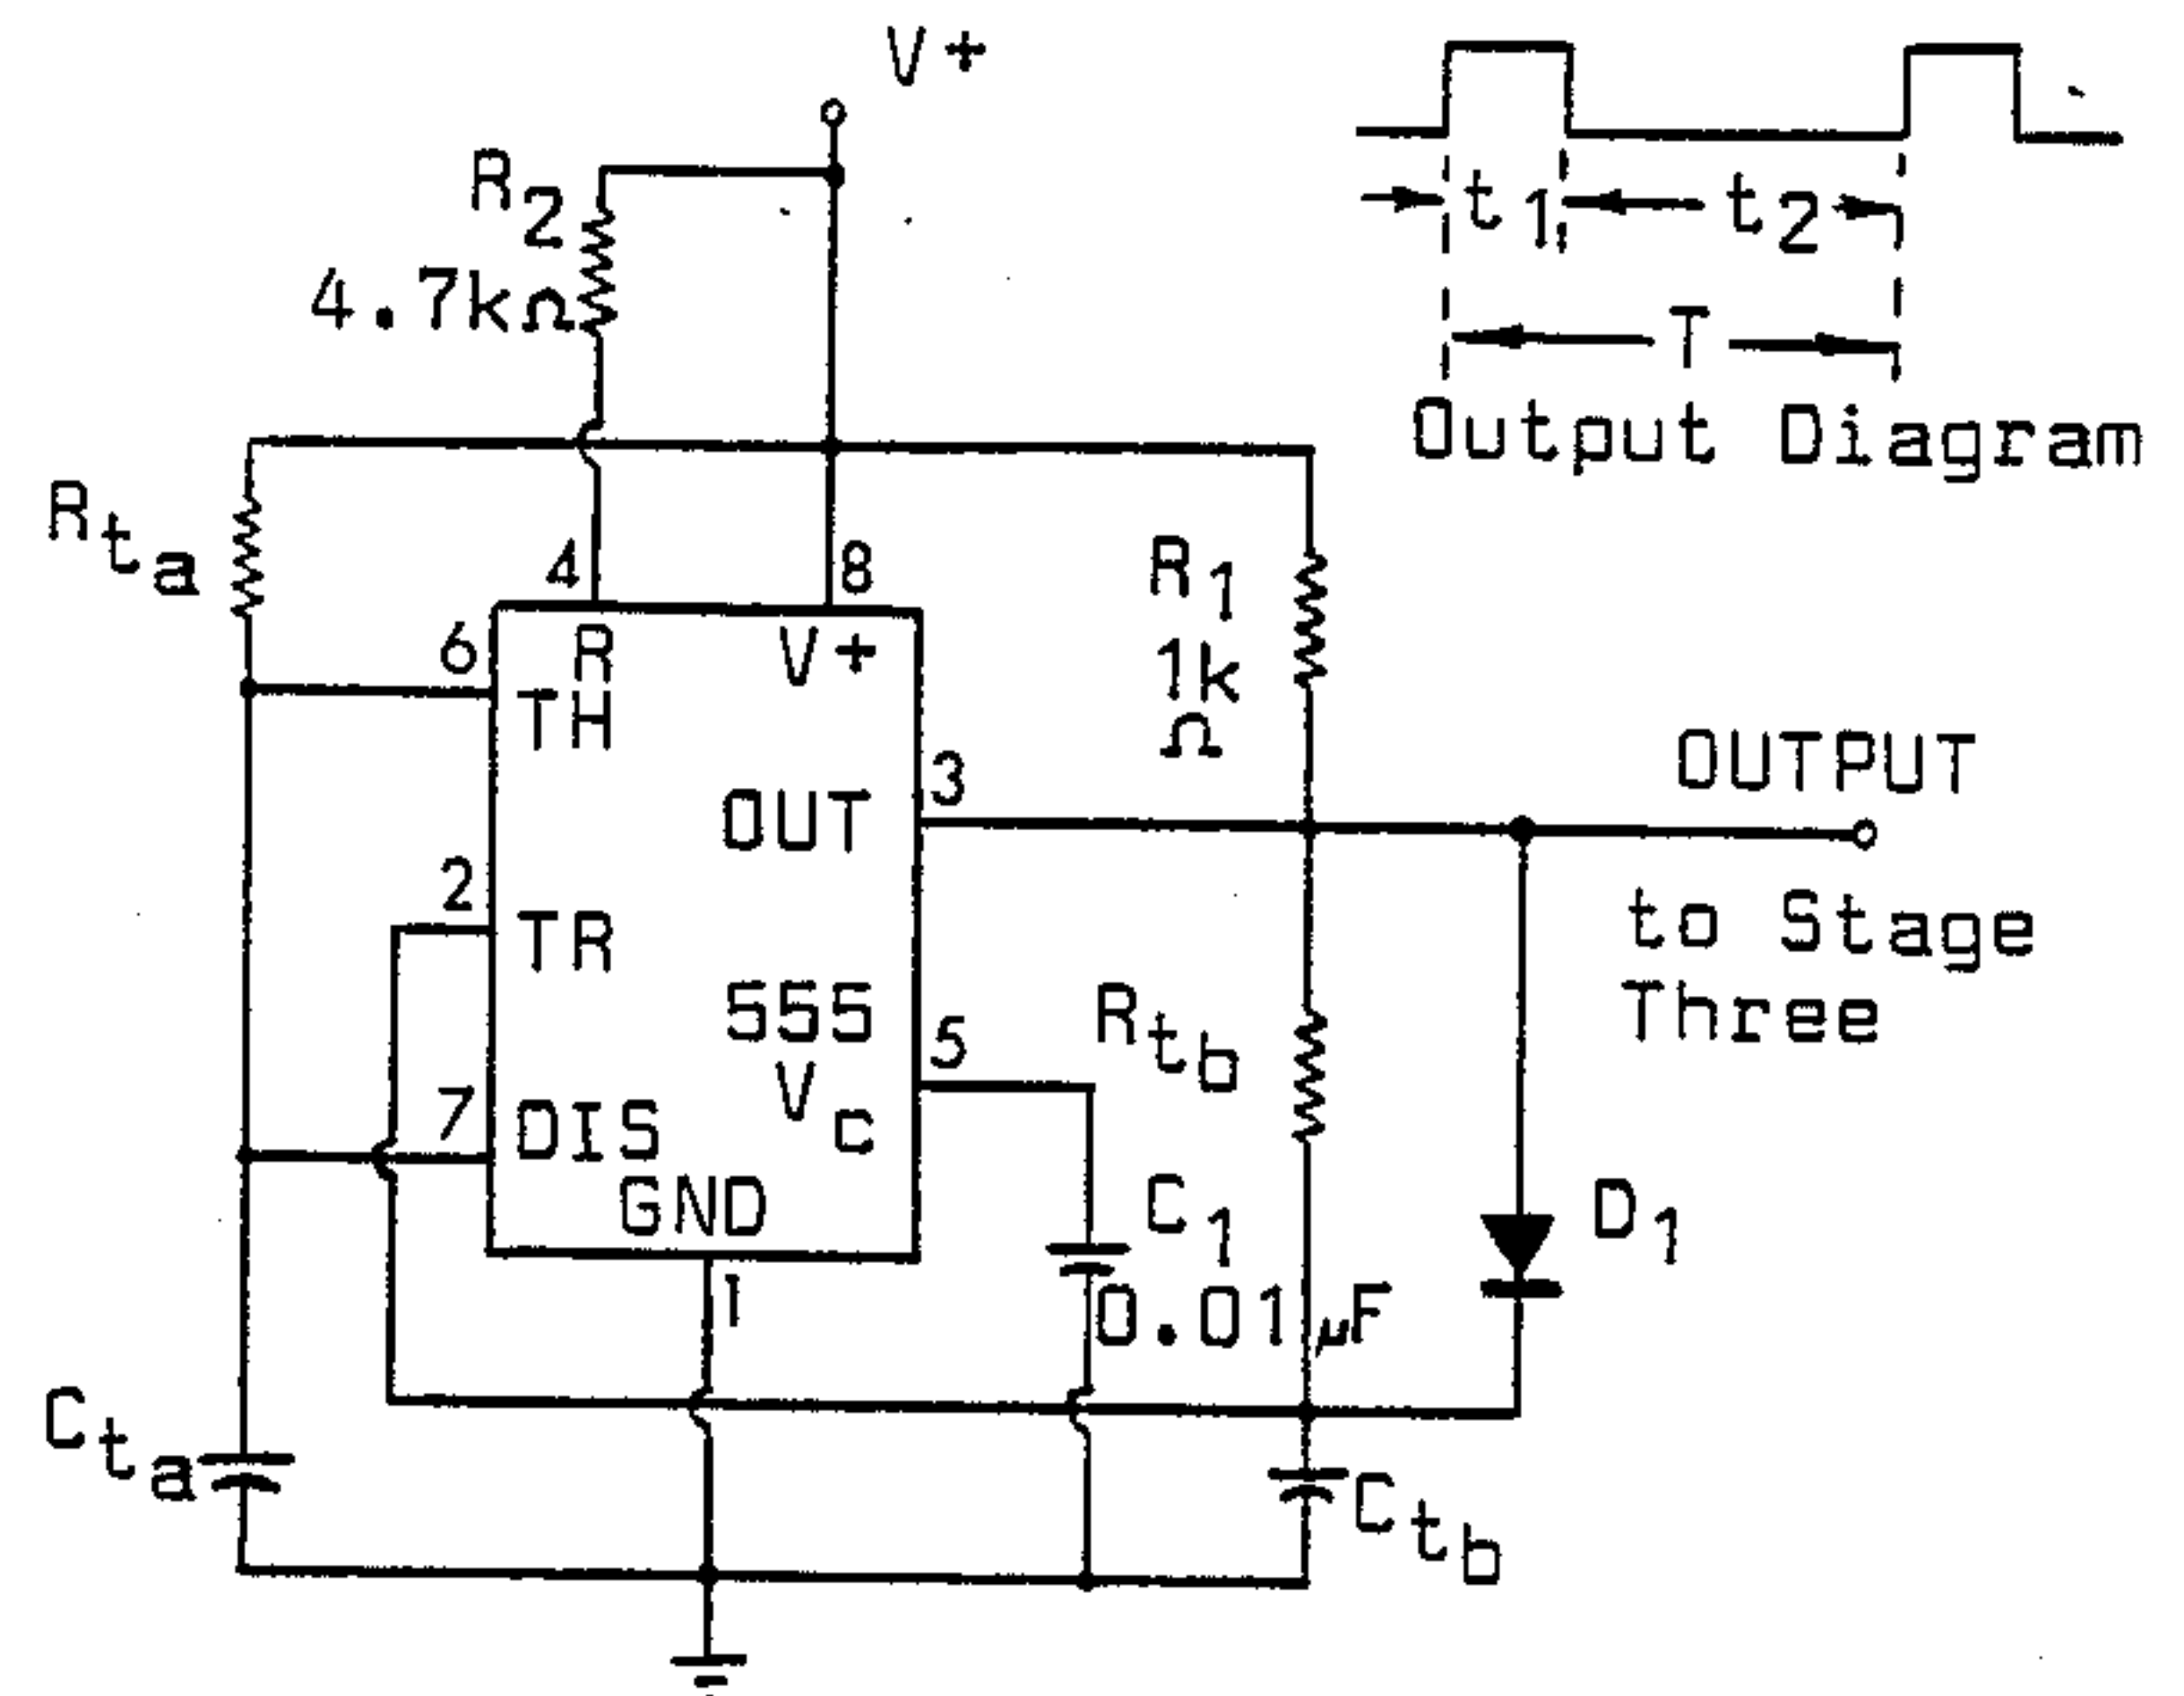 V+
R2
4.7kΩ
t1 t2
T
Output Diagram
Rta
4
8
R1
1k
Ω
6
R
V+
TH
3
OUT
OUTPUT
2
TR
to Stage
Three
555
5
Rtb
Vc
7
DIS
GND
1
C1
0.01µF
D1
Cta
Ctb